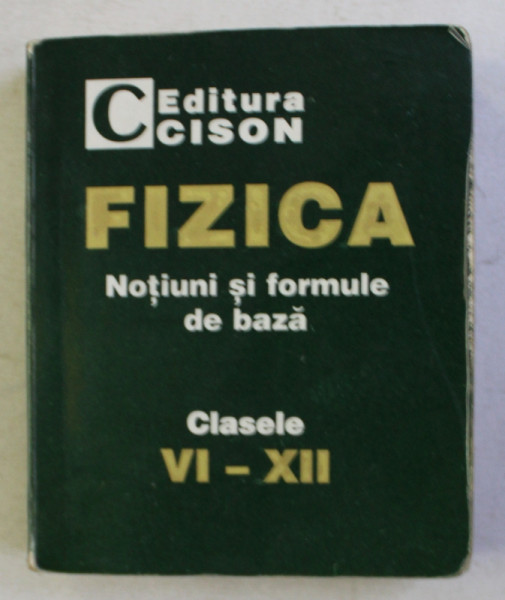 C Editura
CISON
FIZICA
Noțiuni și formule
de bază
Clasele
VI – XII